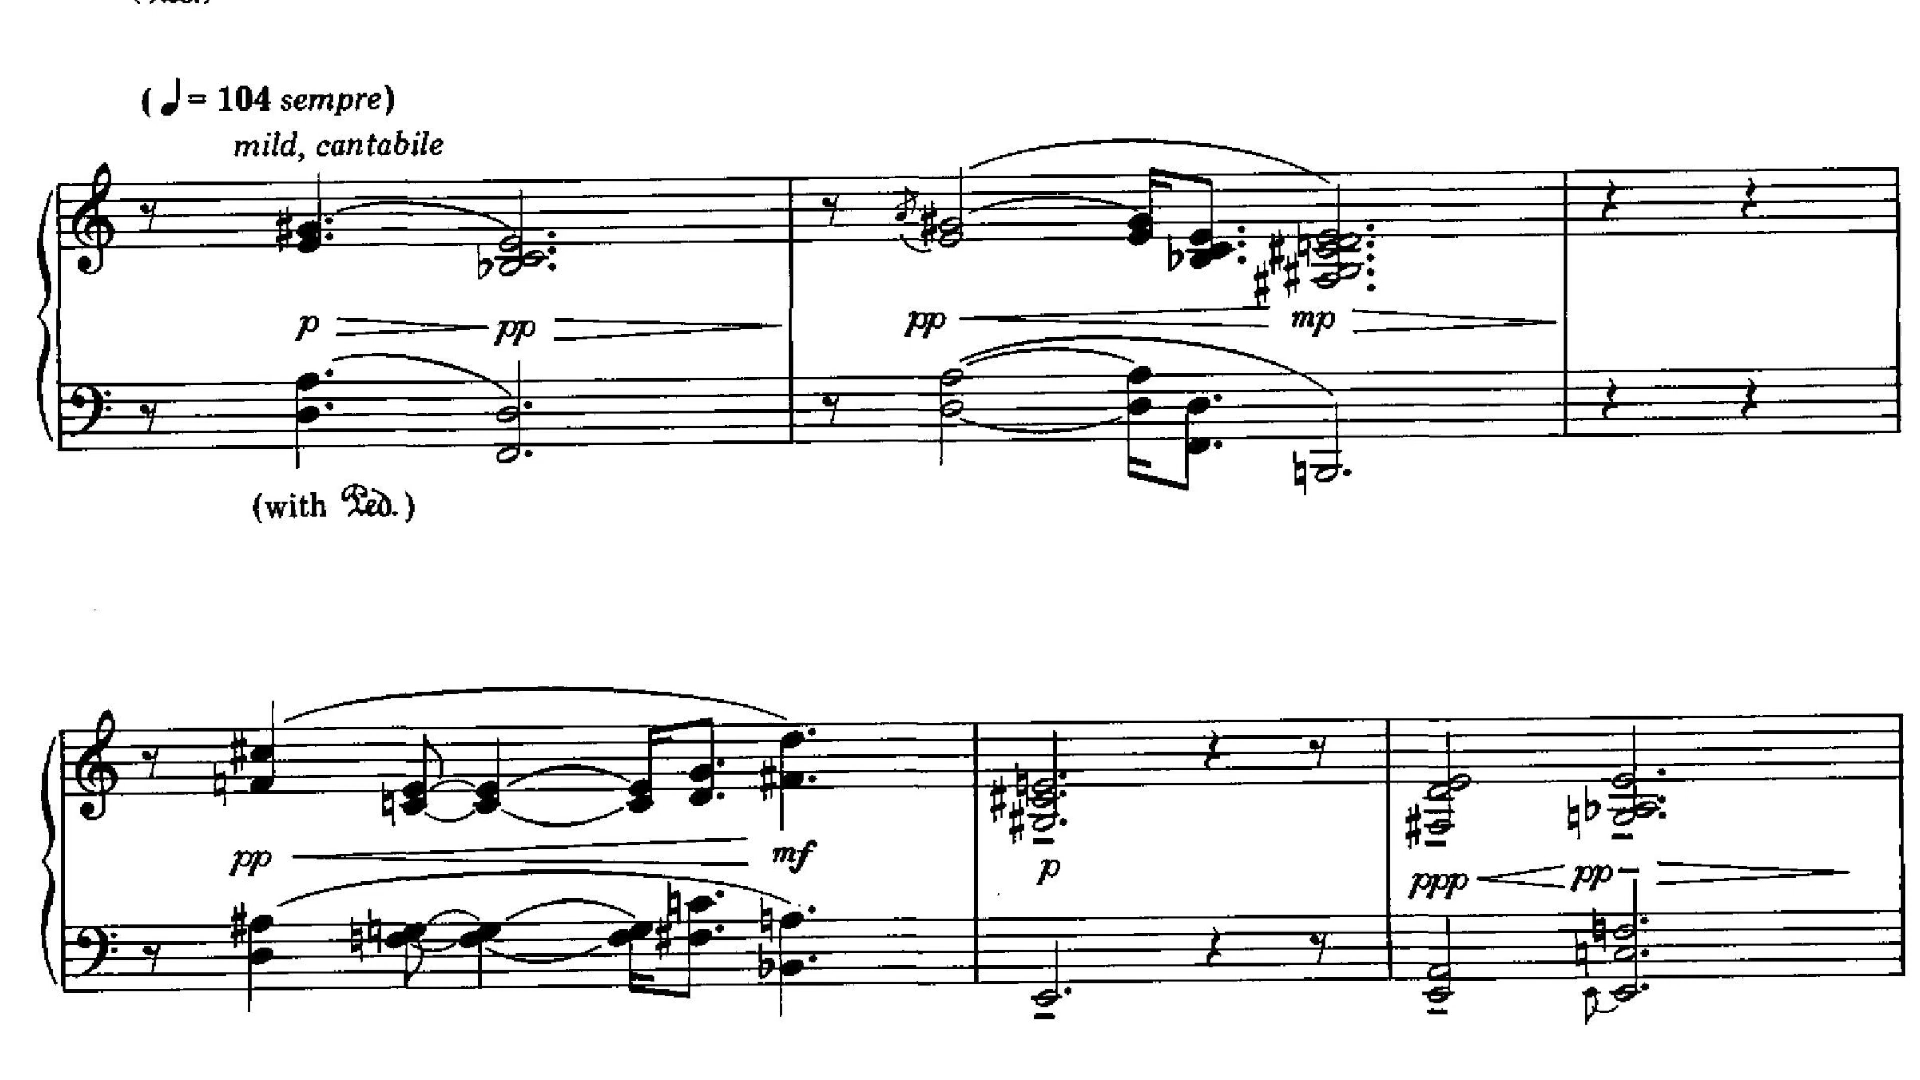 (♩= 104 sempre)
mild, cantabile
p pp pp mp
(with Ped.)
pp mf p ppp pp